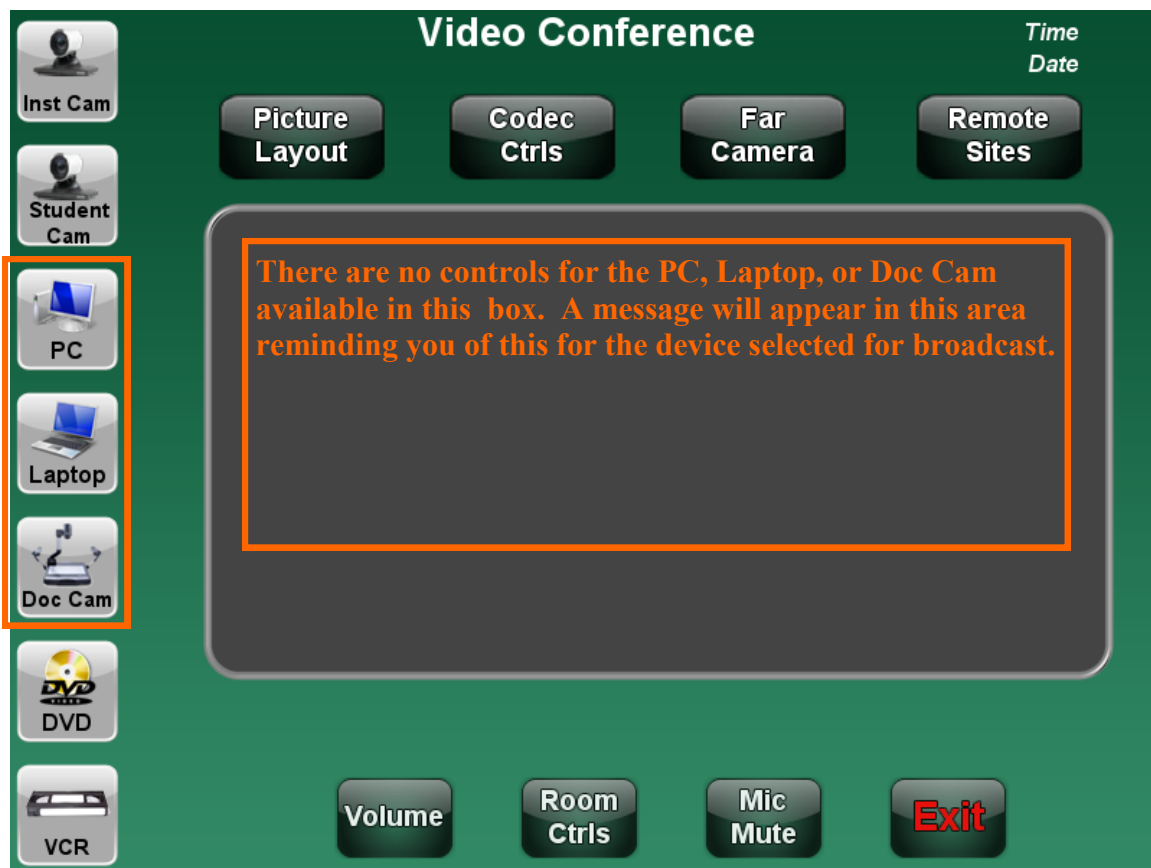 Video Conference
Time
Date
Inst Cam
Picture
Layout
Codec
Ctrls
Far
Camera
Remote
Sites
Student
Cam
There are no controls for the PC, Laptop, or Doc Cam
available in this box. A message will appear in this area
reminding you of this for the device selected for broadcast.
PC
Laptop
Doc Cam
DVD
VIDEO
DVD
VCR
Volume
Room
Ctrls
Mic
Mute
Exit